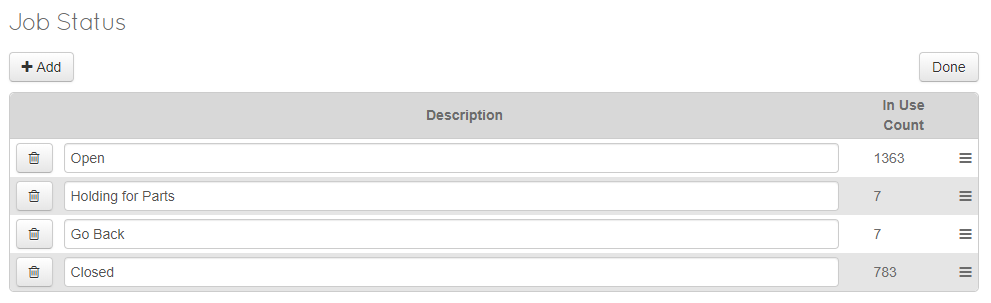 Job Status
Add
Done
Description
In Use
Count
Open 1363
Holding for Parts 7
Go Back 7
Closed 783